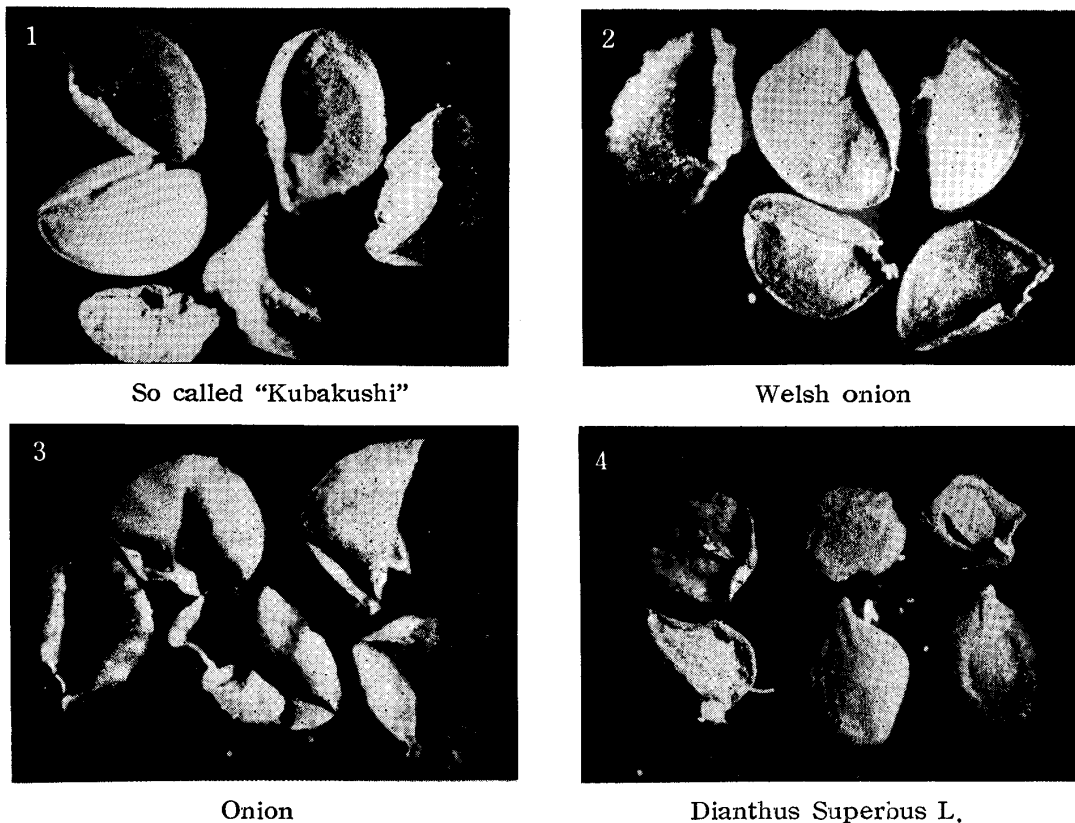 1
2
So called “Kubakushi”
Welsh onion
3
4
Onion
Dianthus Superbus L.